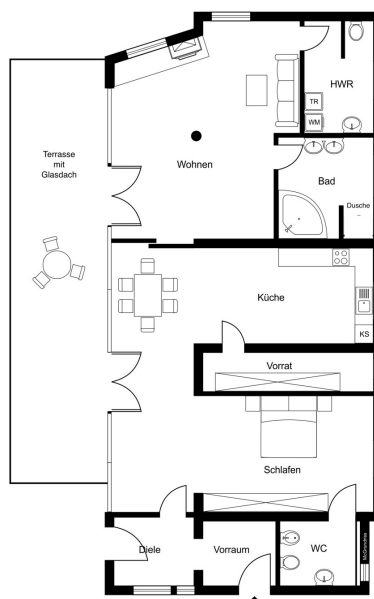 HWR
TR
WM
Terrasse
mit
Glasdach
Wohnen
Bad
Dusche
Küche
KS
Vorrat
Schlafen
Diele
Vorraum
WC